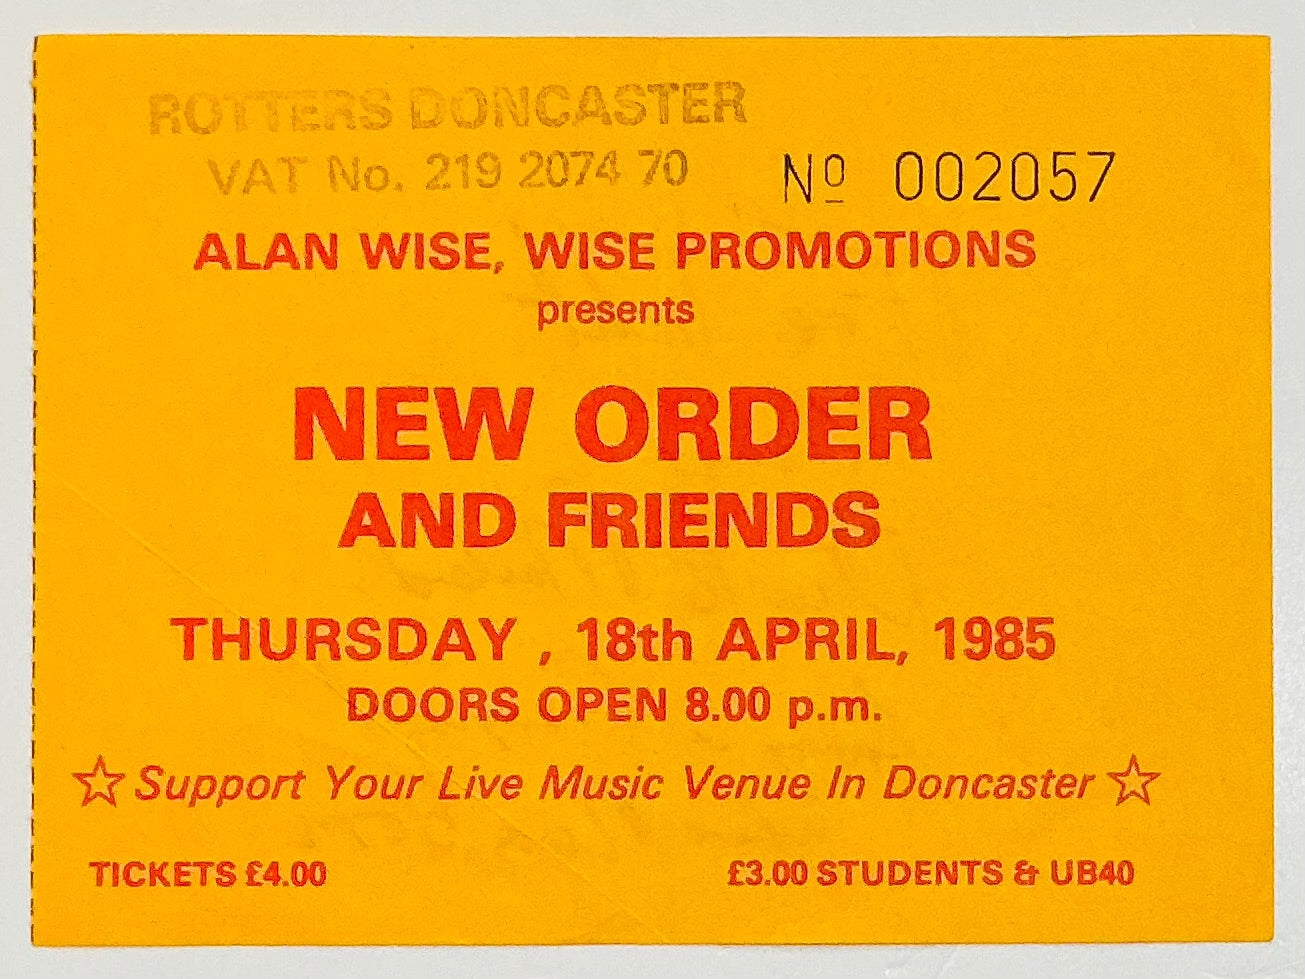 ROTTERS DONCASTER
VAT No. 219 2074 70
Nº 002057
ALAN WISE, WISE PROMOTIONS
presents
NEW ORDER
AND FRIENDS
THURSDAY , 18th APRIL, 1985
DOORS OPEN 8.00 p.m.
☆ Support Your Live Music Venue In Doncaster ☆
TICKETS £4.00
£3.00 STUDENTS & UB40